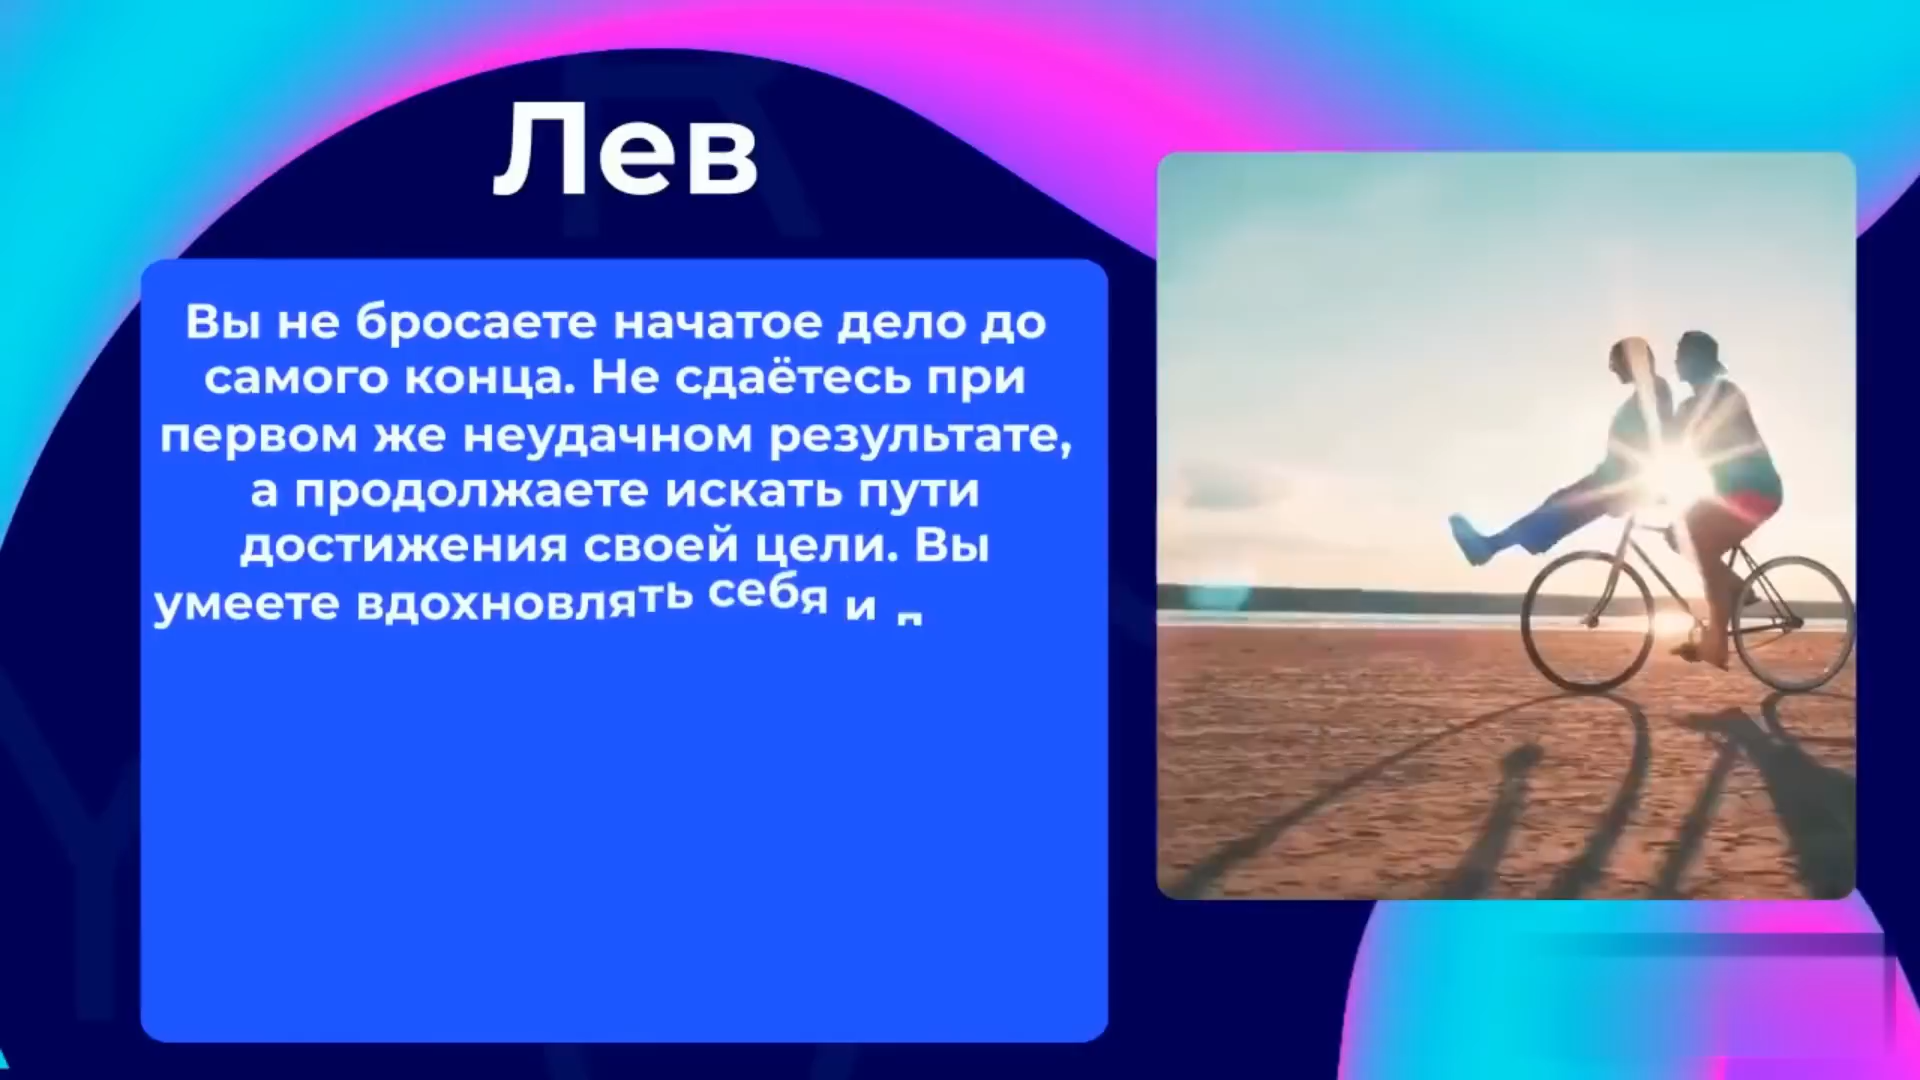 Лев
Вы не бросаете начатое дело до
самого конца. Не сдаётесь при
первом же неудачном результате,
а продолжаете искать пути
достижения своей цели. Вы
умеете вдохновлять себя и